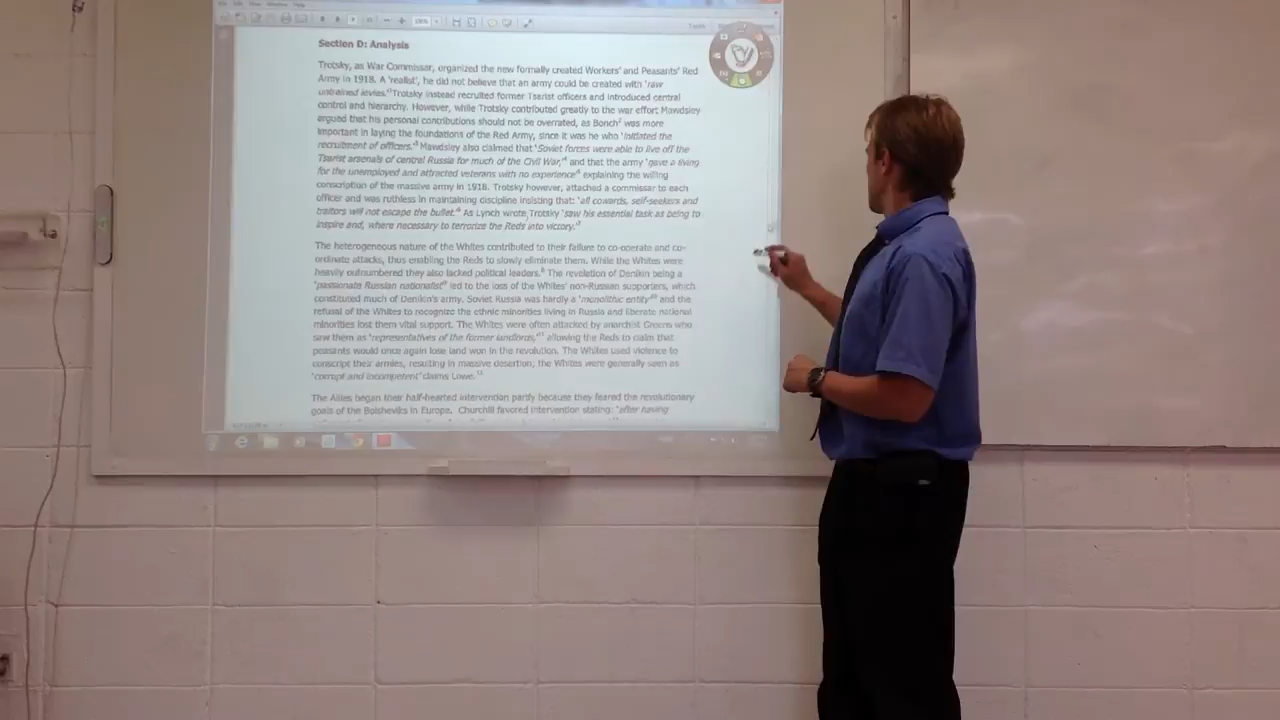 Section D: Analysis
Trotsky, as War Commissar, organized the new formally created Workers' and Peasants' Red
Army in 1918. A 'realist', he did not believe that an army could be created with 'raw
untrained levies.' Trotsky instead recruited former Tsarist officers and introduced central
control and hierarchy. However, while Trotsky contributed greatly to the war effort Mawdsley
argued that his personal contributions should not be overrated, as Bonch² was more
important in laying the foundations of the Red Army, since it was he who 'initiated the
recruitment of officers.'³ Mawdsley also claimed that 'Soviet forces were able to live off the
Tsarist arsenals of central Russia for much of the Civil War,'⁴ and that the army 'gave a living
for the unemployed and attracted veterans with no experience' explaining the willing
conscription of the massive army in 1918. Trotsky however, attached a commissar to each
officer and was ruthless in maintaining discipline insisting that: 'all cowards, self-seekers and
traitors will not escape the bullet.'⁶ As Lynch wrote Trotsky 'saw his essential task as being to
inspire and, where necessary to terrorize the Reds into victory.'⁷
The heterogeneous nature of the Whites contributed to their failure to co-operate and co-
ordinate attacks, thus enabling the Reds to slowly eliminate them. While the Whites were
heavily outnumbered they also lacked political leaders.⁸ The revelation of Denikin being a
'passionate Russian nationalist'⁹ led to the loss of the Whites' non-Russian supporters, which
constituted much of Denikin's army. Soviet Russia was hardly a 'monolithic entity'¹⁰ and the
refusal of the Whites to recognize the ethnic minorities living in Russia and liberate national
minorities lost them vital support. The Whites were often attacked by anarchist Greens who
saw them as 'representatives of the former landlords,'¹¹ allowing the Reds to claim that
peasants would once again lose land won in the revolution. The Whites used violence to
conscript their armies, resulting in massive desertion; the Whites were generally seen as
'corrupt and incompetent' claims Lowe.¹²
The Allies began their half-hearted intervention partly because they feared the revolutionary
goals of the Bolsheviks in Europe. Churchill favored intervention stating: 'after having